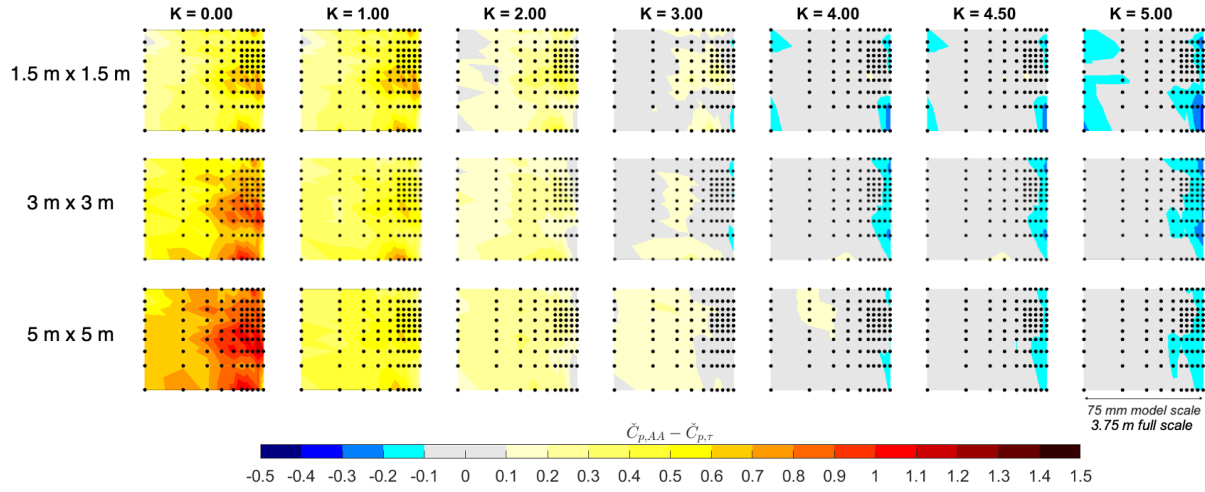 K = 0.00 K = 1.00 K = 2.00 K = 3.00 K = 4.00 K = 4.50 K = 5.00
1.5 m x 1.5 m
3 m x 3 m
5 m x 5 m
75 mm model scale
3.75 m full scale
Č_{p,AA} − Č_{p,τ}
-0.5 -0.4 -0.3 -0.2 -0.1 0 0.1 0.2 0.3 0.4 0.5 0.6 0.7 0.8 0.9 1 1.1 1.2 1.3 1.4 1.5